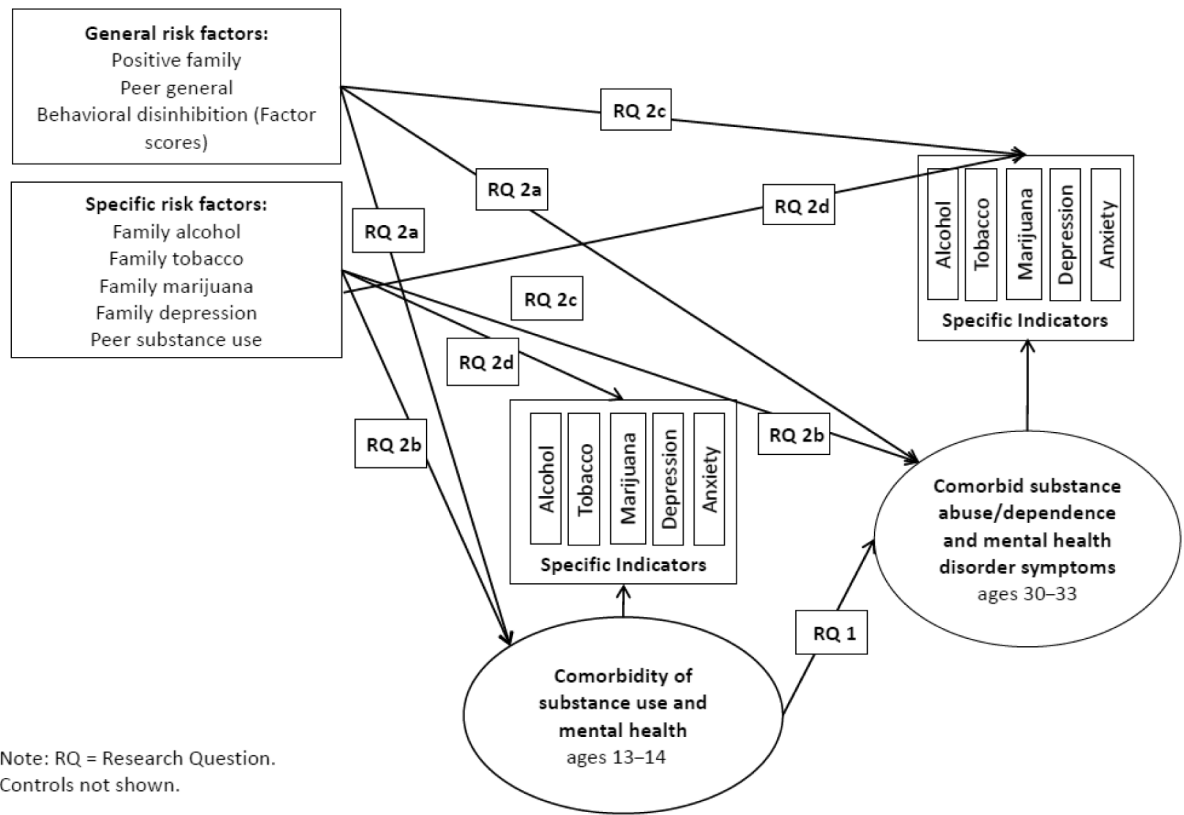 General risk factors:
Positive family
Peer general
Behavioral disinhibition (Factor
scores)
Specific risk factors:
Family alcohol
Family tobacco
Family marijuana
Family depression
Peer substance use
RQ 2c
RQ 2a
RQ 2d
RQ 2a
RQ 2c
RQ 2d
RQ 2b
RQ 2b
Alcohol
Tobacco
Marijuana
Depression
Anxiety
Specific Indicators
Alcohol
Tobacco
Marijuana
Depression
Anxiety
Specific Indicators
Comorbid substance
abuse/dependence
and mental health
disorder symptoms
ages 30–33
RQ 1
Comorbidity of
substance use and
mental health
ages 13–14
Note: RQ = Research Question.
Controls not shown.